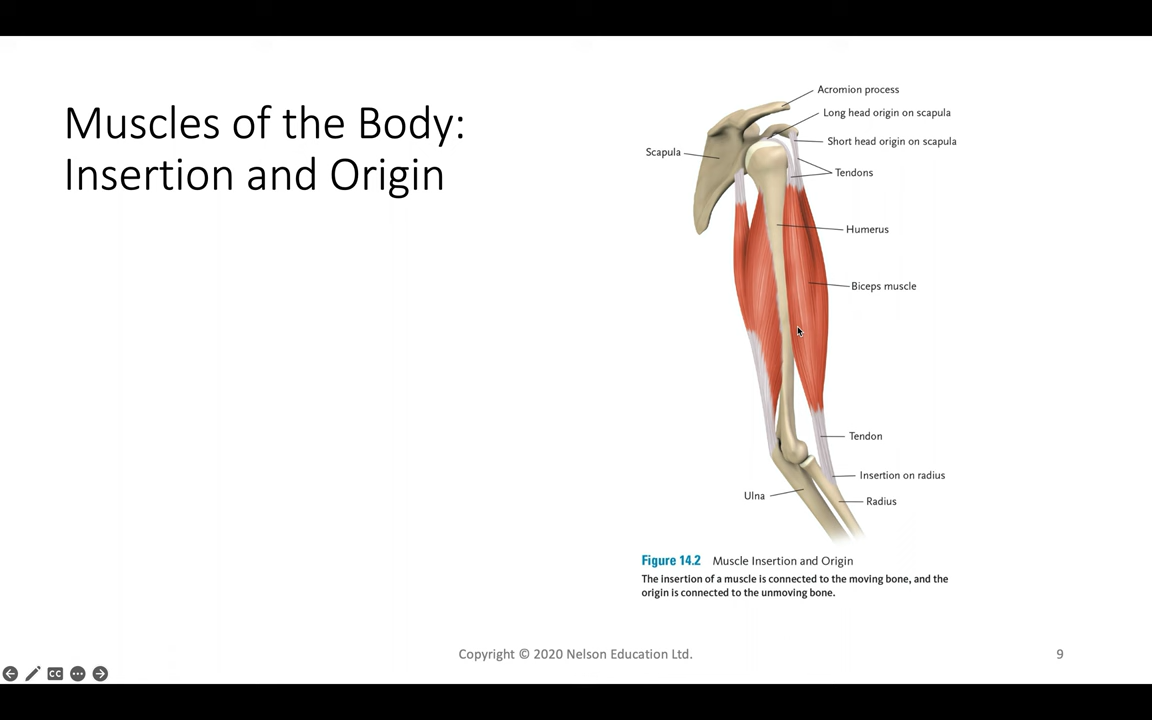 Muscles of the Body:
Insertion and Origin
Acromion process
Long head origin on scapula
Short head origin on scapula
Scapula
Tendons
Humerus
Biceps muscle
Tendon
Insertion on radius
Ulna
Radius
Figure 14.2 Muscle Insertion and Origin
The insertion of a muscle is connected to the moving bone, and the
origin is connected to the unmoving bone.
Copyright © 2020 Nelson Education Ltd.
9
CC